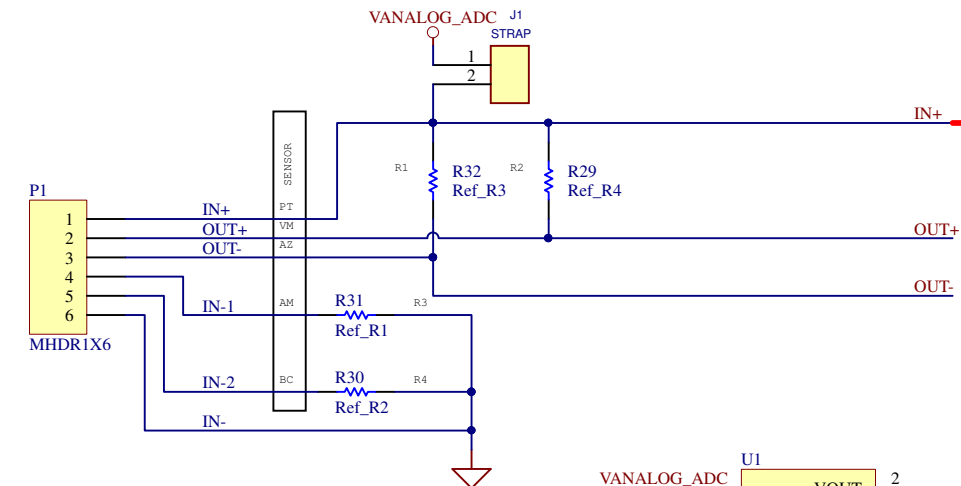 VANALOG_ADC
J1
STRAP
1
2
IN+
SENSOR
R1
R32
Ref_R3
R2
R29
Ref_R4
P1
1
2
3
4
5
6
MHDR1X6
IN+
OUT+
OUT-
PT
VM
AZ
OUT+
OUT-
IN-1
AM
R31
Ref_R1
R3
IN-2
BC
R30
Ref_R2
R4
IN-
U1
VANALOG_ADC
VOUT
2